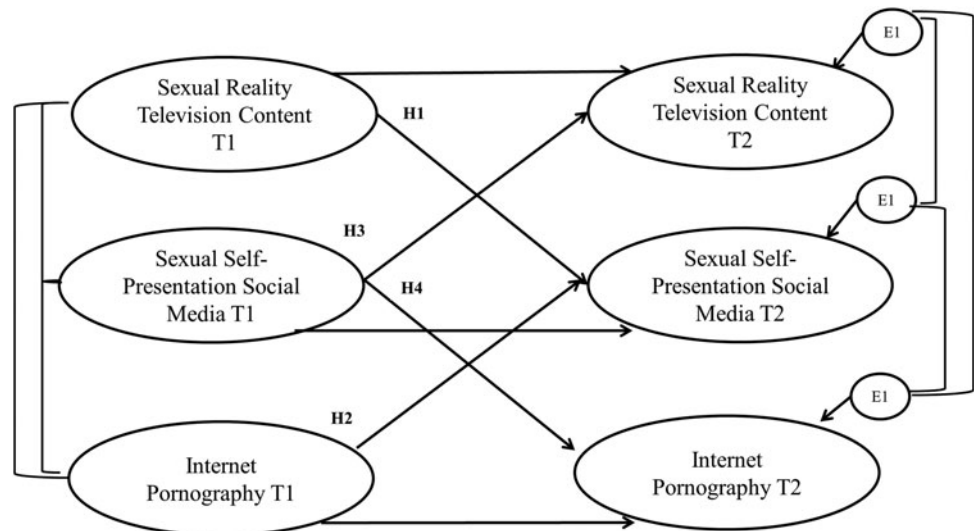 E1
Sexual Reality
Television Content
T1
Sexual Reality
Television Content
T2
H1
E1
H3
Sexual Self-
Presentation Social
Media T1
H4
Sexual Self-
Presentation Social
Media T2
E1
H2
Internet
Pornography T1
Internet
Pornography T2